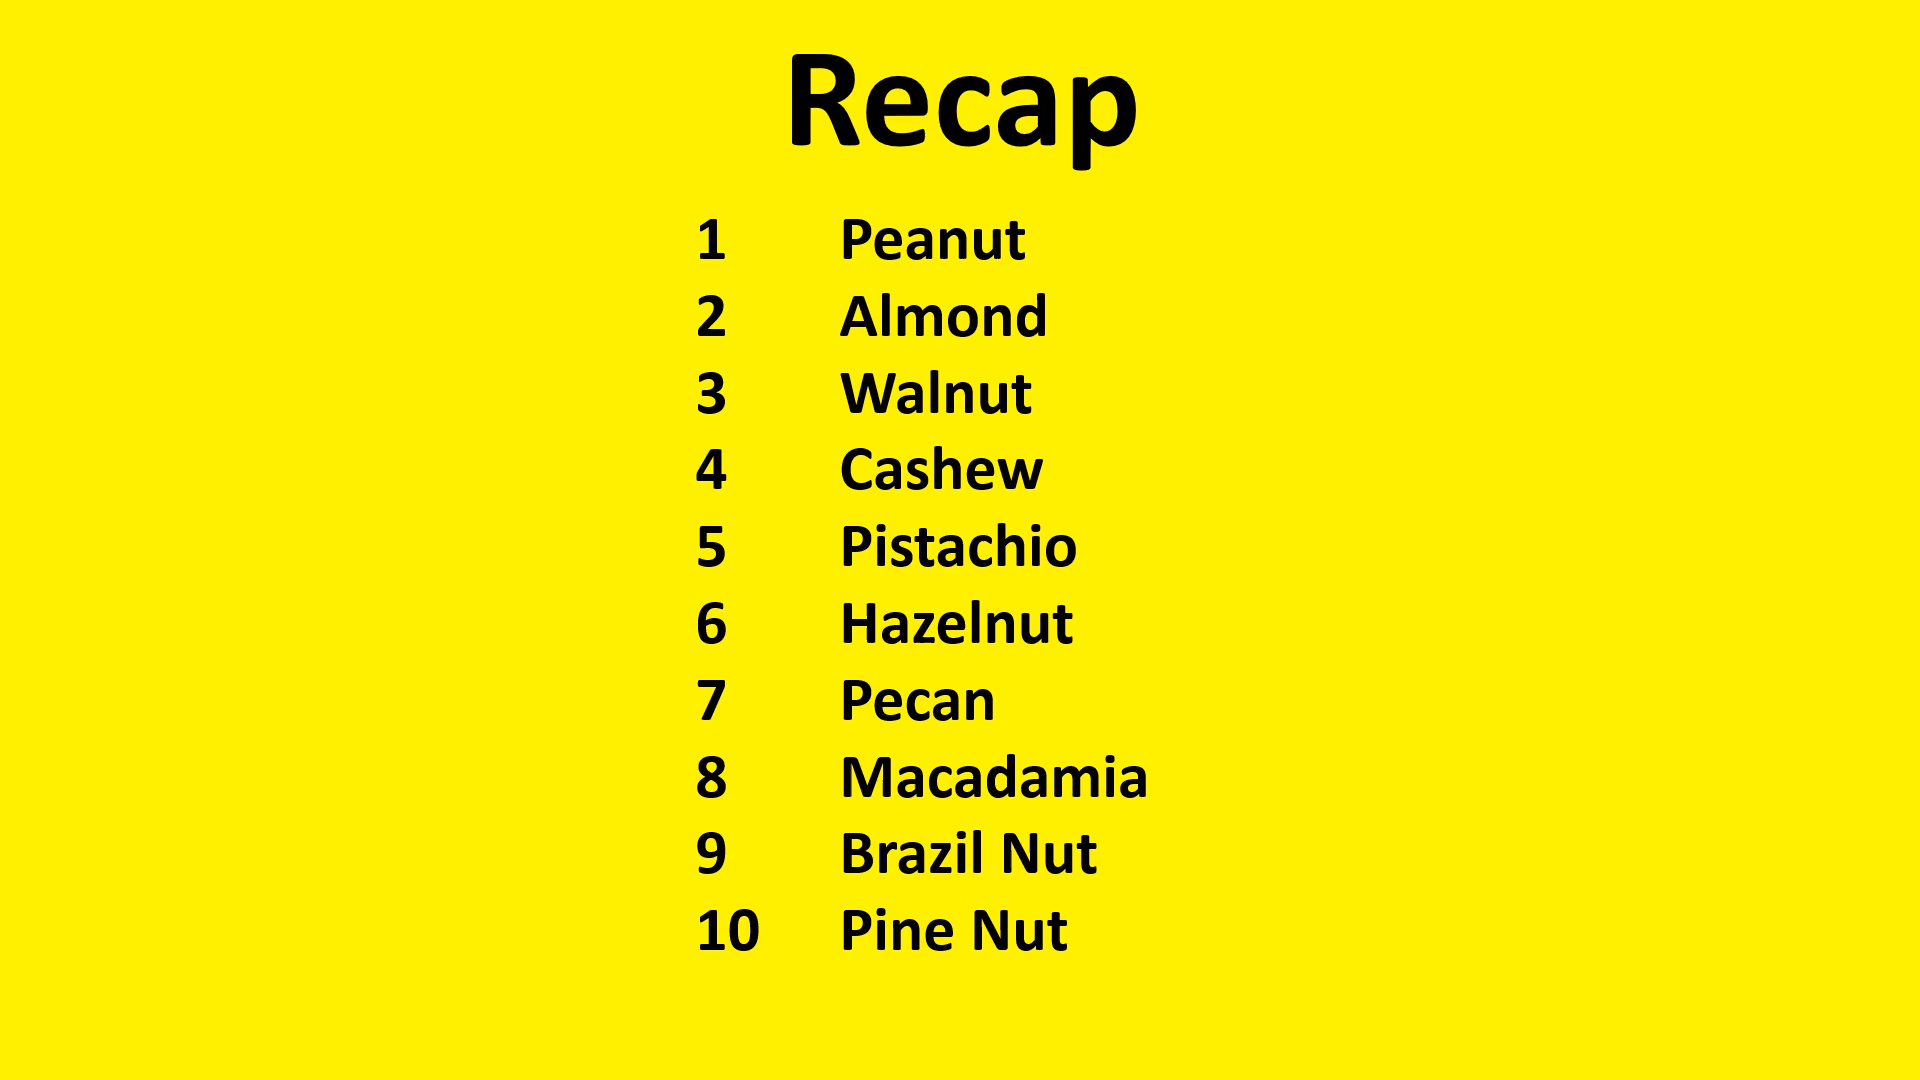 Recap
1 Peanut
2 Almond
3 Walnut
4 Cashew
5 Pistachio
6 Hazelnut
7 Pecan
8 Macadamia
9 Brazil Nut
10 Pine Nut